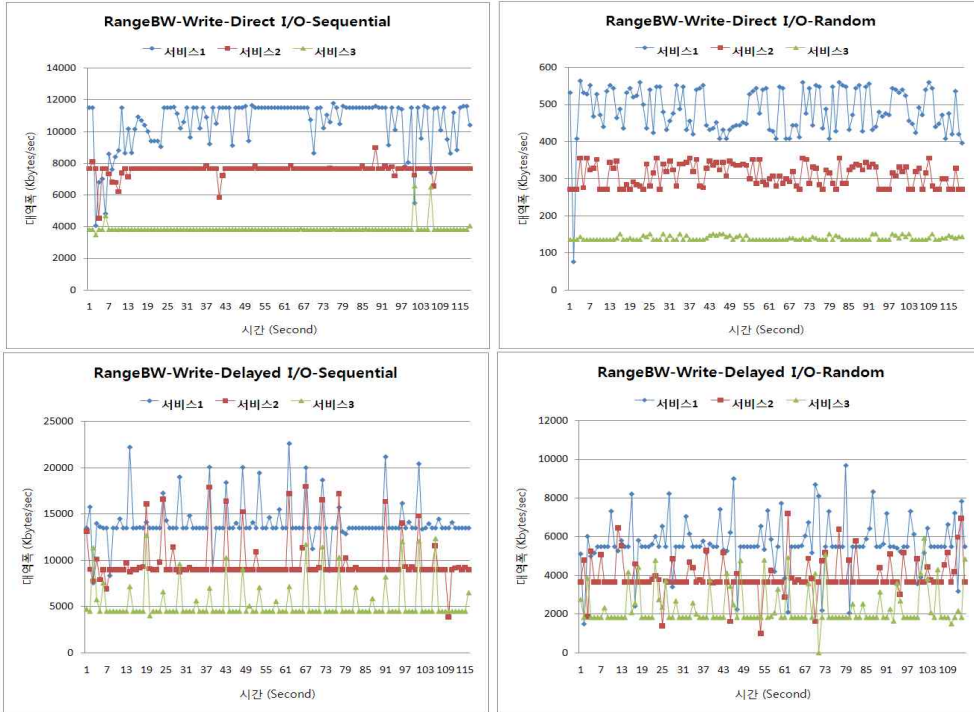 RangeBW-Write-Direct I/O-Sequential
서비스1 서비스2 서비스3
대역폭 (Kbytes/sec)
14000
12000
10000
8000
6000
4000
2000
0
1 7 13 19 25 31 37 43 49 55 61 67 73 79 85 91 97 103 109 115
시간 (Second)
RangeBW-Write-Direct I/O-Random
서비스1 서비스2 서비스3
대역폭 (Kbytes/sec)
600
500
400
300
200
100
0
1 7 13 19 25 31 37 43 49 55 61 67 73 79 85 91 97 103 109 115
시간 (Second)
RangeBW-Write-Delayed I/O-Sequential
서비스1 서비스2 서비스3
대역폭 (Kbytes/sec)
25000
20000
15000
10000
5000
0
1 7 13 19 25 31 37 43 49 55 61 67 73 79 85 91 97 103 109 115
시간 (Second)
RangeBW-Write-Delayed I/O-Random
서비스1 서비스2 서비스3
대역폭 (Kbytes/sec)
12000
10000
8000
6000
4000
2000
0
1 7 13 19 25 31 37 43 49 55 61 67 73 79 85 91 97 103 109
시간 (Second)